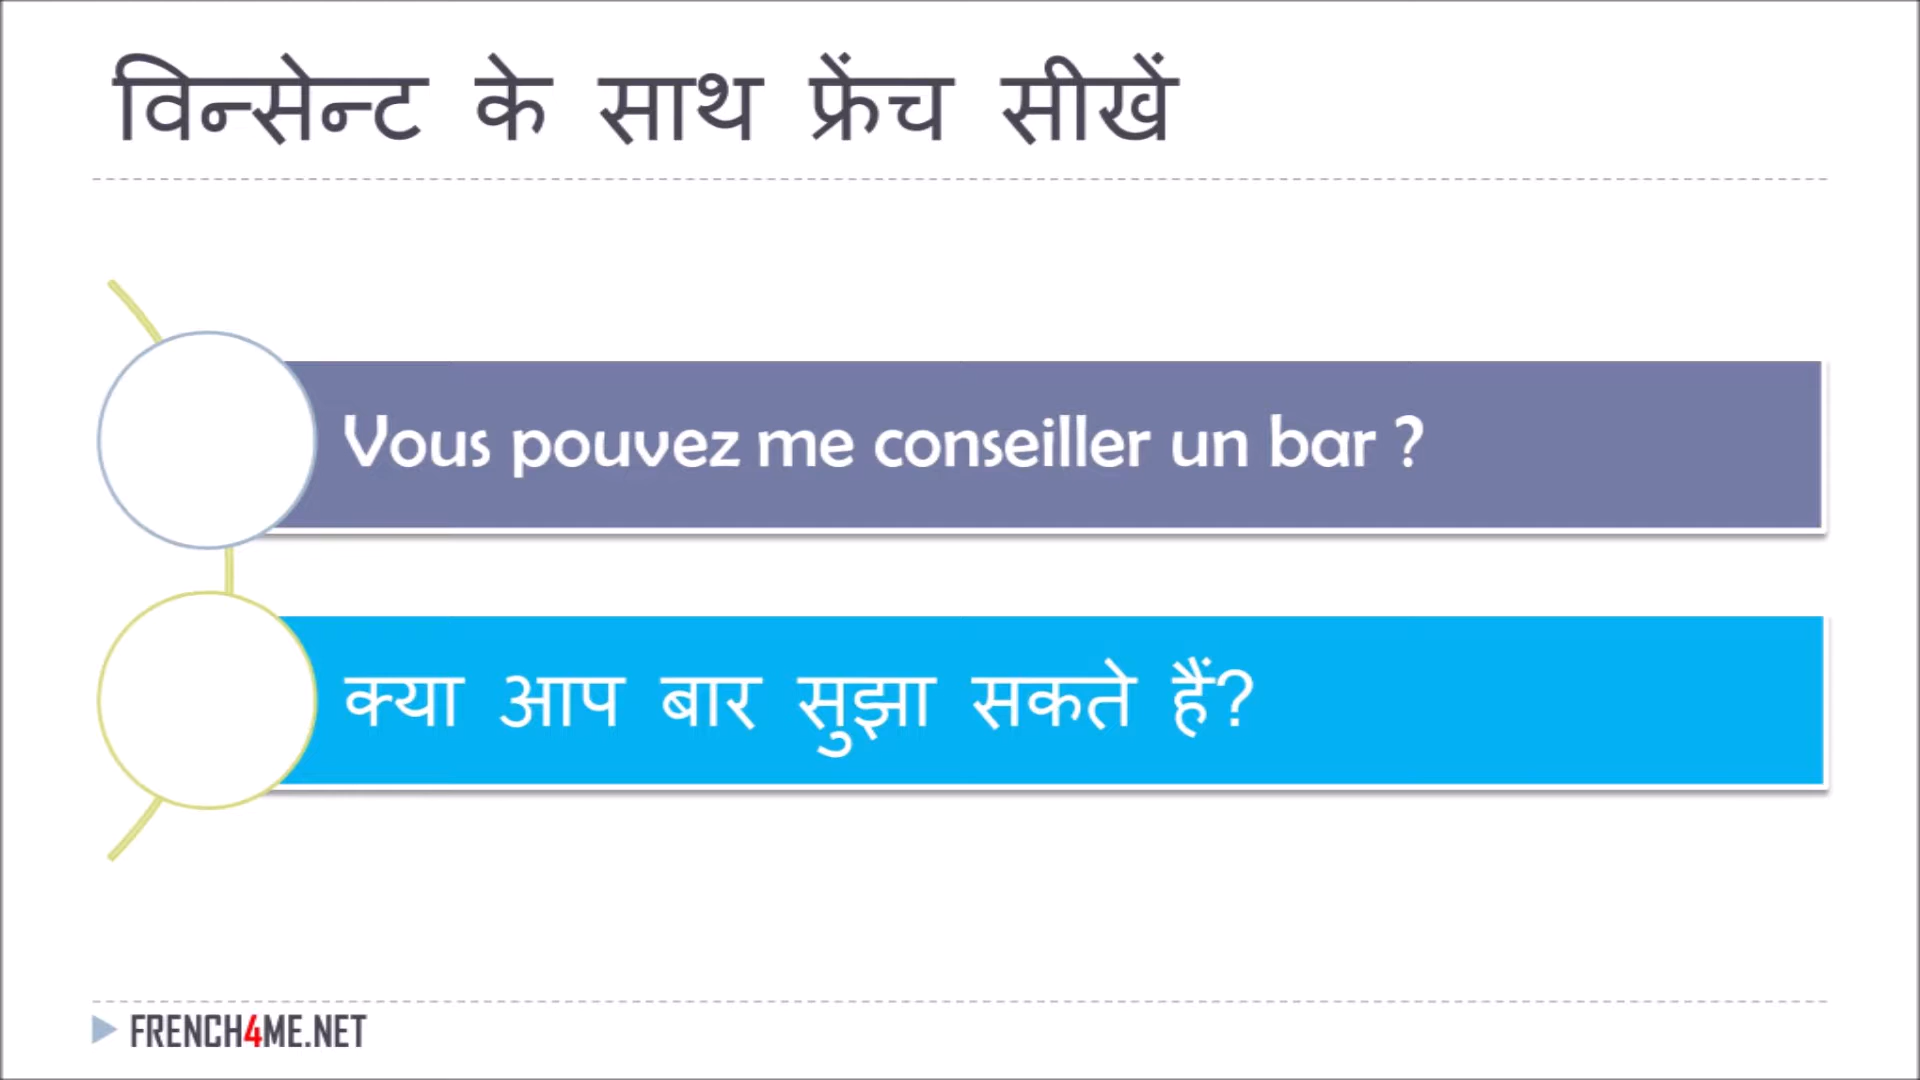 विन्सेन्ट के साथ फ्रेंच सीखें
Vous pouvez me conseiller un bar ?
क्या आप बार सुझा सकते हैं?
FRENCH4ME.NET